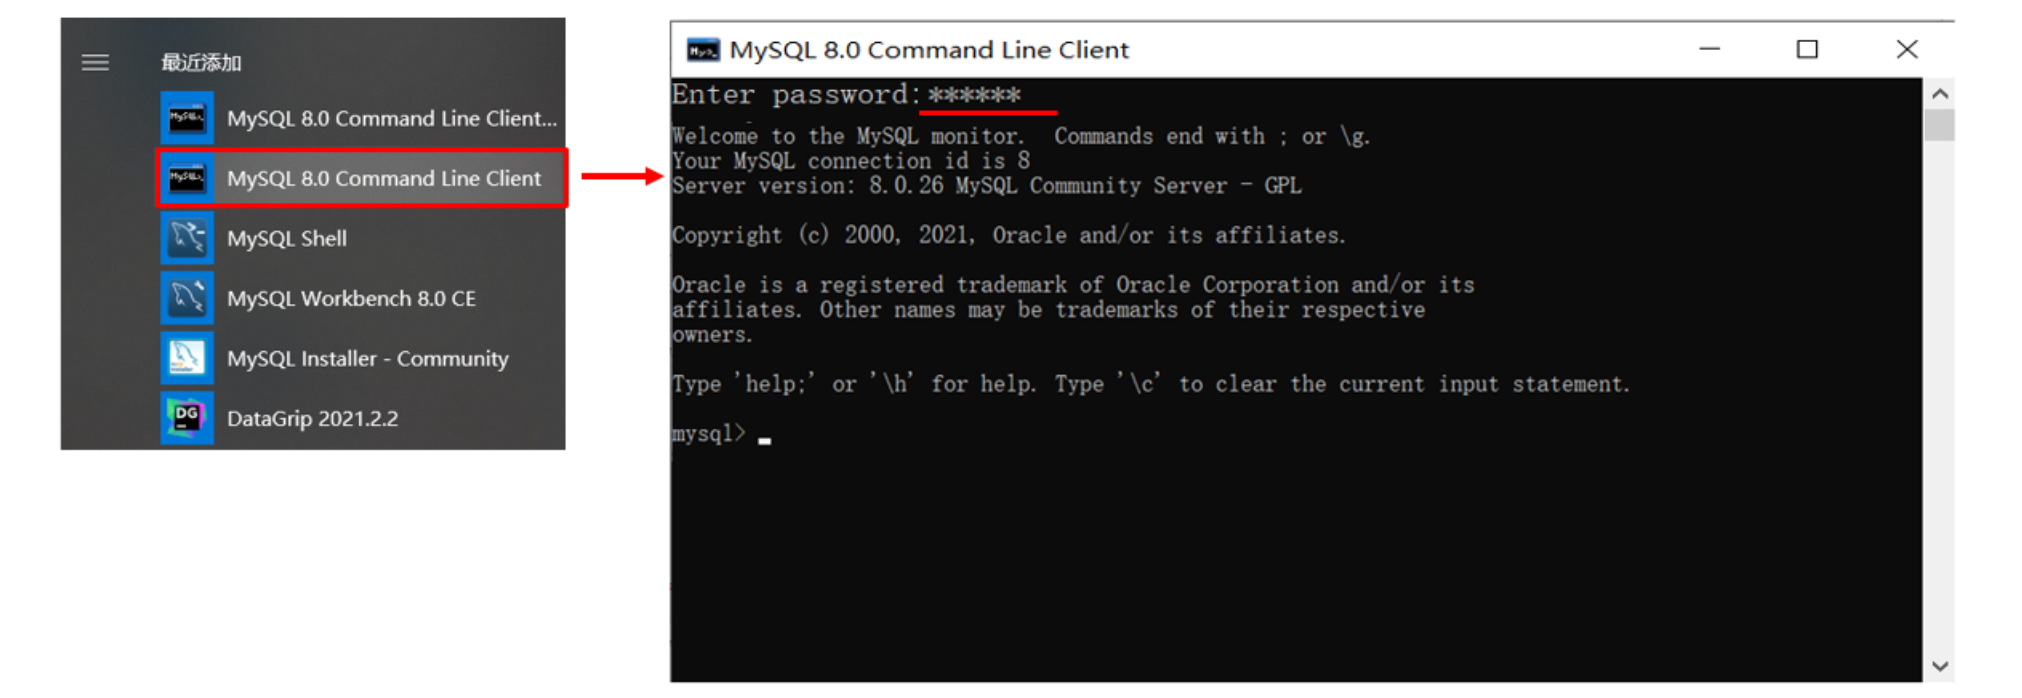 最近添加
MySQL 8.0 Command Line Client...
MySQL 8.0 Command Line Client
MySQL Shell
MySQL Workbench 8.0 CE
MySQL Installer - Community
DG
DataGrip 2021.2.2
MySQL 8.0 Command Line Client
Enter password: ******
Welcome to the MySQL monitor.  Commands end with ; or \g.
Your MySQL connection id is 8
Server version: 8.0.26 MySQL Community Server - GPL
Copyright (c) 2000, 2021, Oracle and/or its affiliates.
Oracle is a registered trademark of Oracle Corporation and/or its
affiliates. Other names may be trademarks of their respective
owners.
Type 'help;' or '\h' for help. Type '\c' to clear the current input statement.
mysql> _